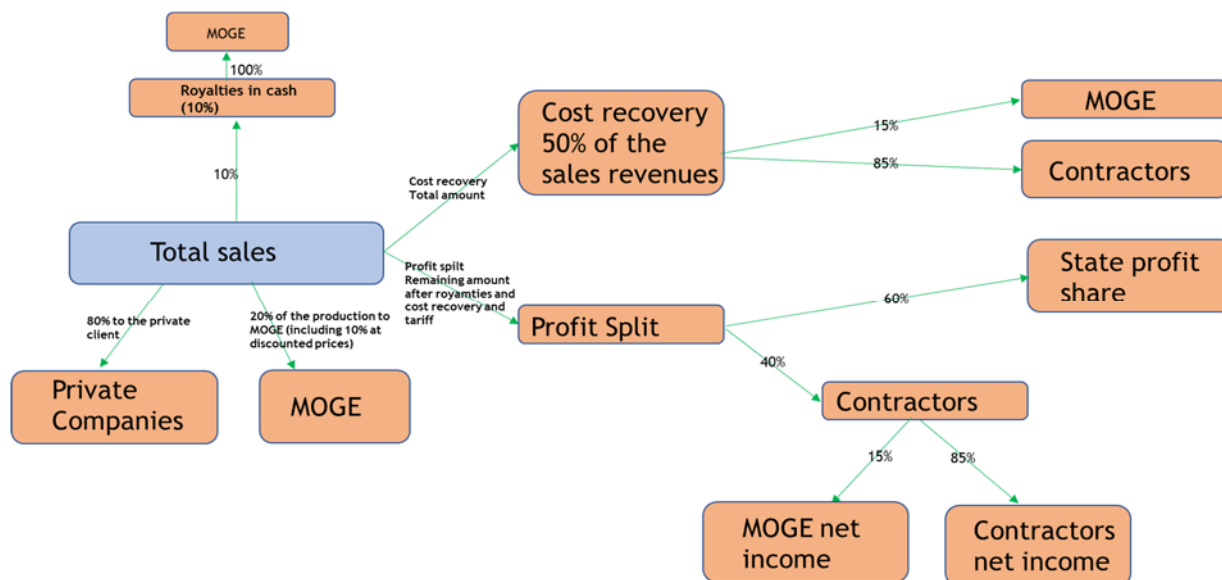 MOGE
100%
Royalties in cash
(10%)
10%
Cost recovery
50% of the
sales revenues
15%
MOGE
85%
Contractors
Cost recovery
Total amount
Total sales
Profit spilt
Remaining amount
after royamties and
cost recovery and
tariff
State profit
share
60%
Profit Split
80% to the private
client
20% of the production to
MOGE (including 10% at
discounted prices)
40%
Private
Companies
MOGE
Contractors
15%
85%
MOGE net
income
Contractors
net income